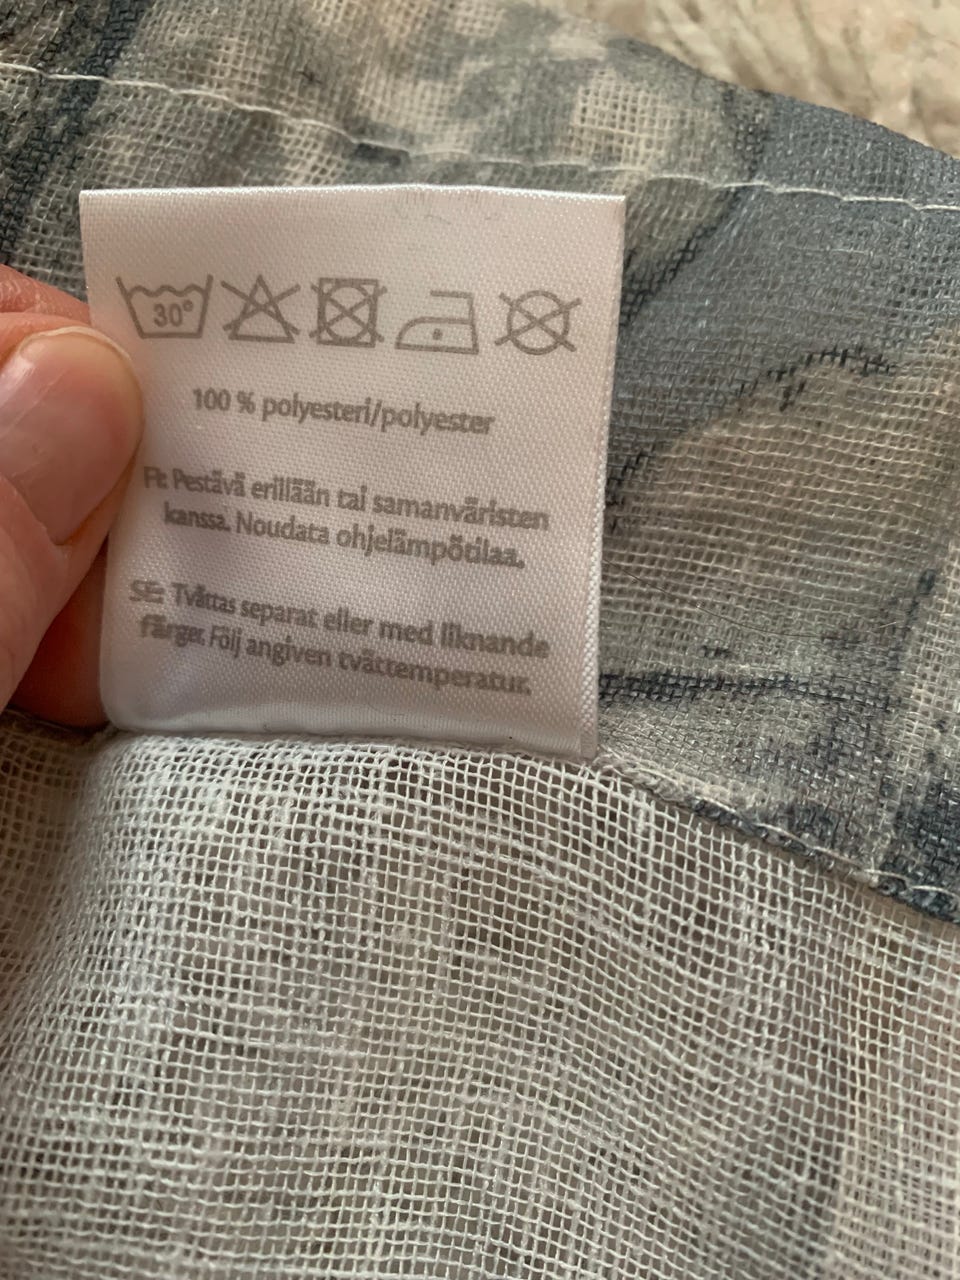 30°
100 % polyesteri/polyester
FI: Pestävä erillään tai samanväristen
kanssa. Noudata ohjelämpötilaa.
SE: Tvättas separat eller med liknande
färger. Följ angiven tvättemperatur.